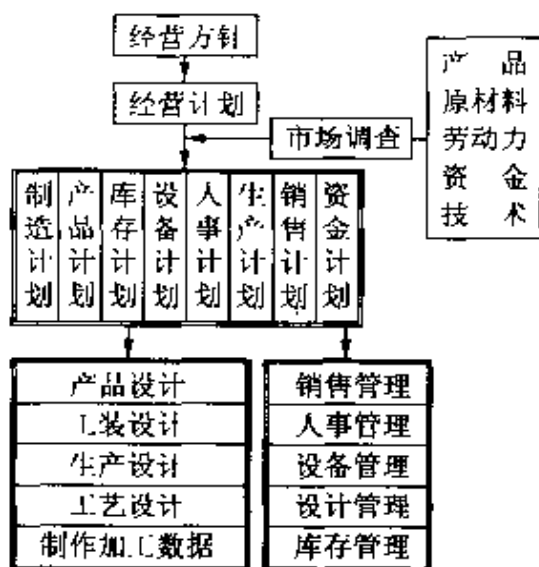 经营方针
经营计划
市场调查
产品
原材料
劳动力
资金
技术
制造计划
产品计划
库存计划
设备计划
人事计划
生产计划
销售计划
资金计划
产品设计
工装设计
生产设计
工艺设计
制作加工数据
销售管理
人事管理
设备管理
设计管理
库存管理